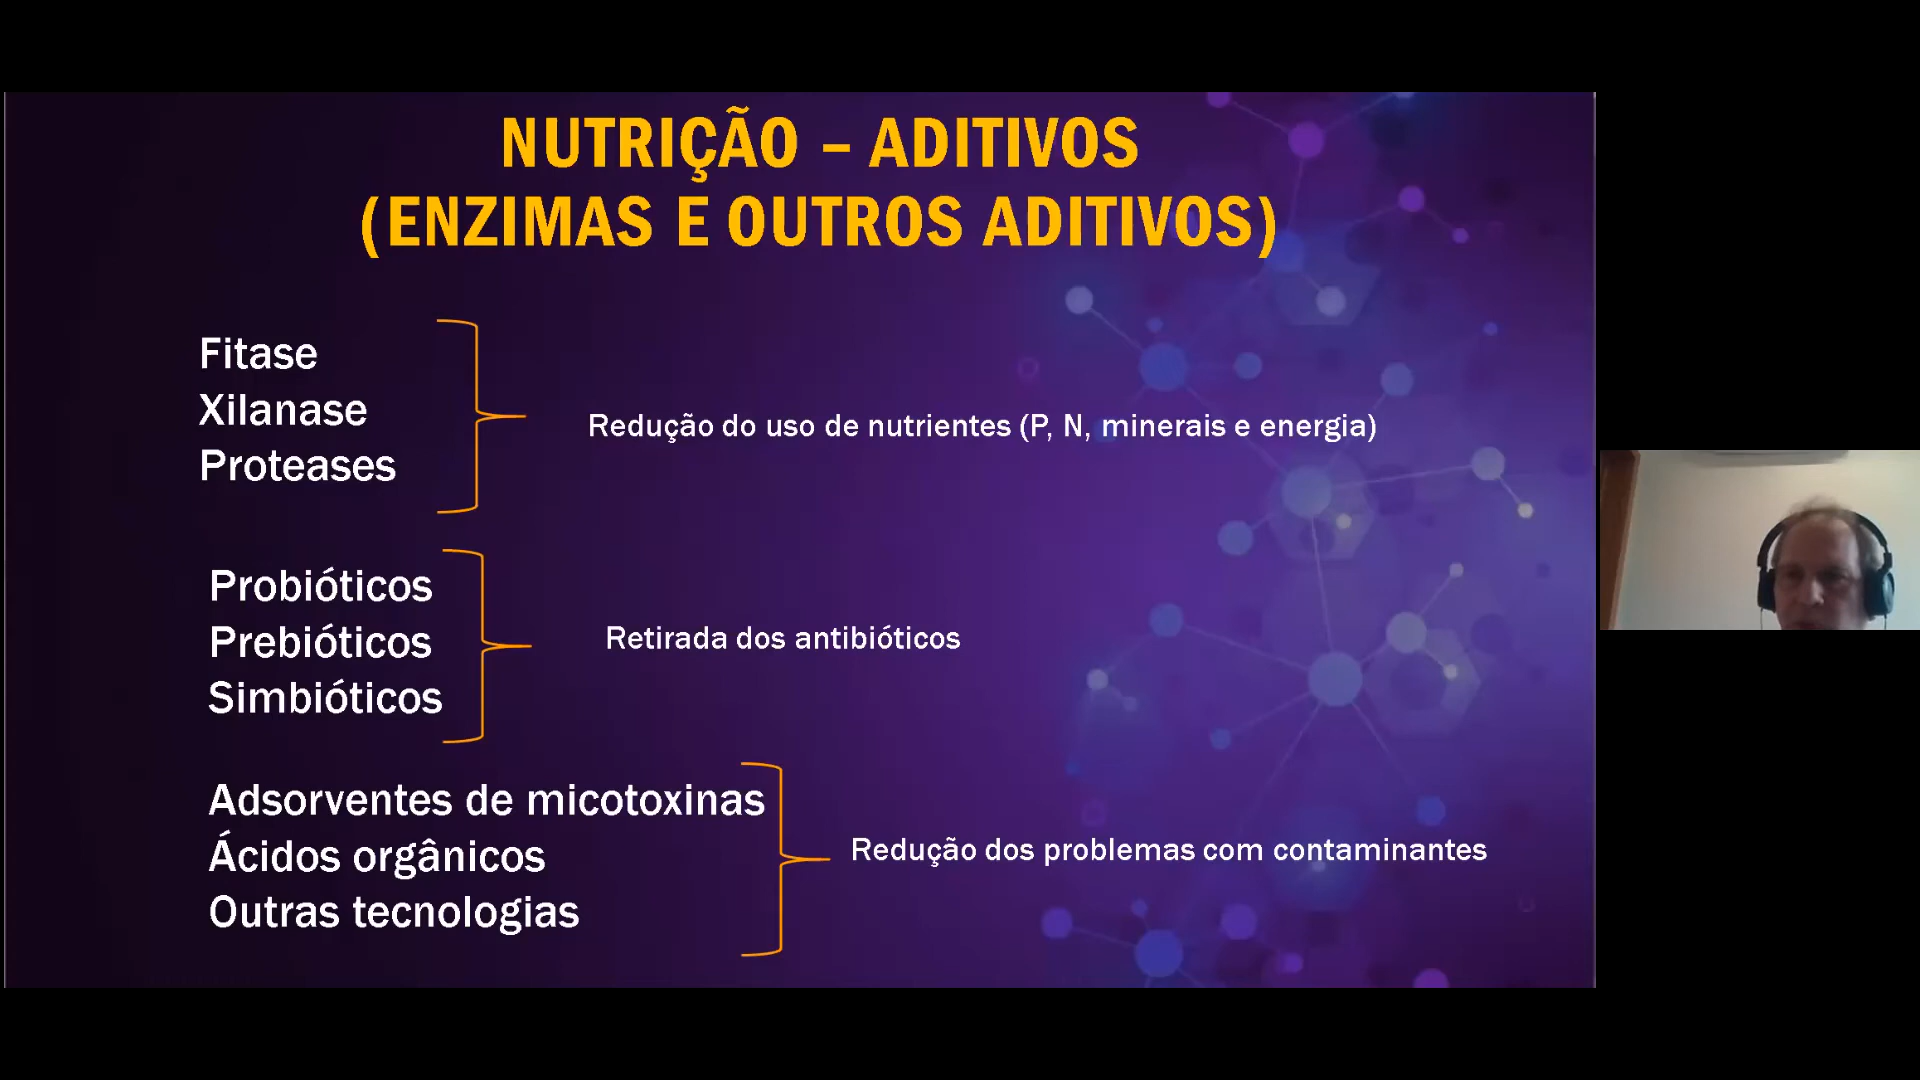 NUTRIÇÃO – ADITIVOS
(ENZIMAS E OUTROS ADITIVOS)
Fitase
Xilanase
Proteases
Redução do uso de nutrientes (P, N, minerais e energia)
Probióticos
Prebióticos
Simbióticos
Retirada dos antibióticos
Adsorventes de micotoxinas
Ácidos orgânicos
Outras tecnologias
Redução dos problemas com contaminantes